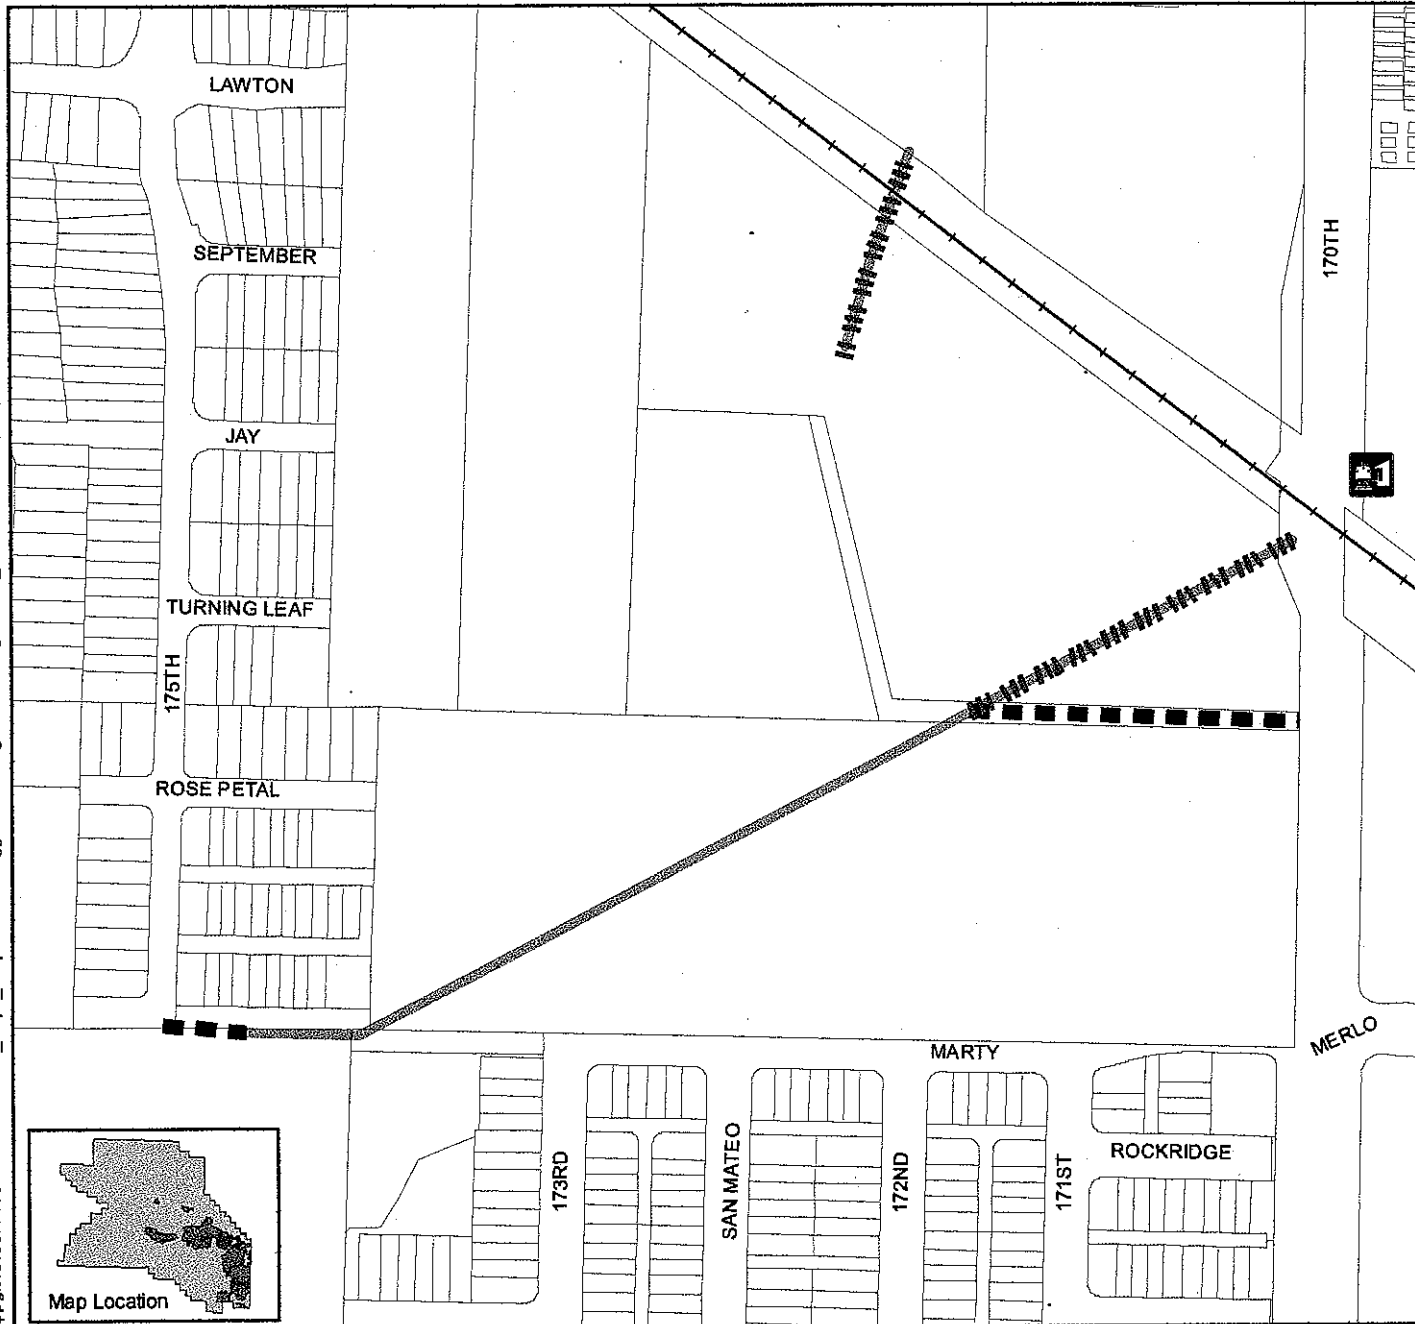 LAWTON
SEPTEMBER
170TH
JAY
TURNING LEAF
175TH
ROSE PETAL
MERLO
MARTY
173RD
SAN MATEO
172ND
171ST
ROCKRIDGE
Map Location